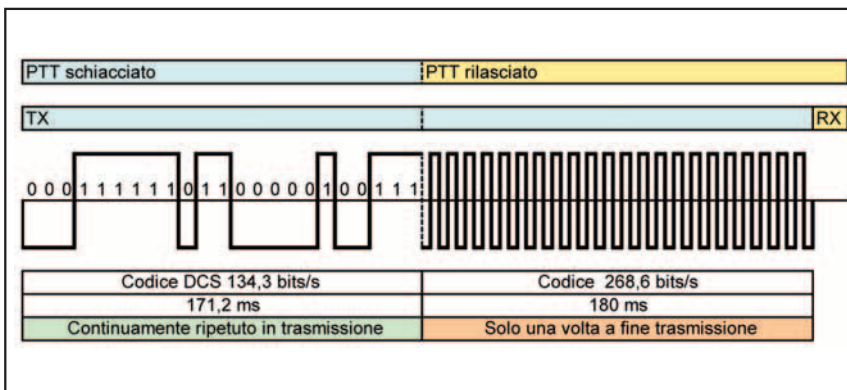 PTT schiacciato PTT rilasciato
TX RX
0 0 0 1 1 1 1 1 1 0 1 1 0 0 0 0 0 1 0 0 1 1 1
Codice DCS 134,3 bits/s Codice 268,6 bits/s
171,2 ms 180 ms
Continuamente ripetuto in trasmissione Solo una volta a fine trasmissione